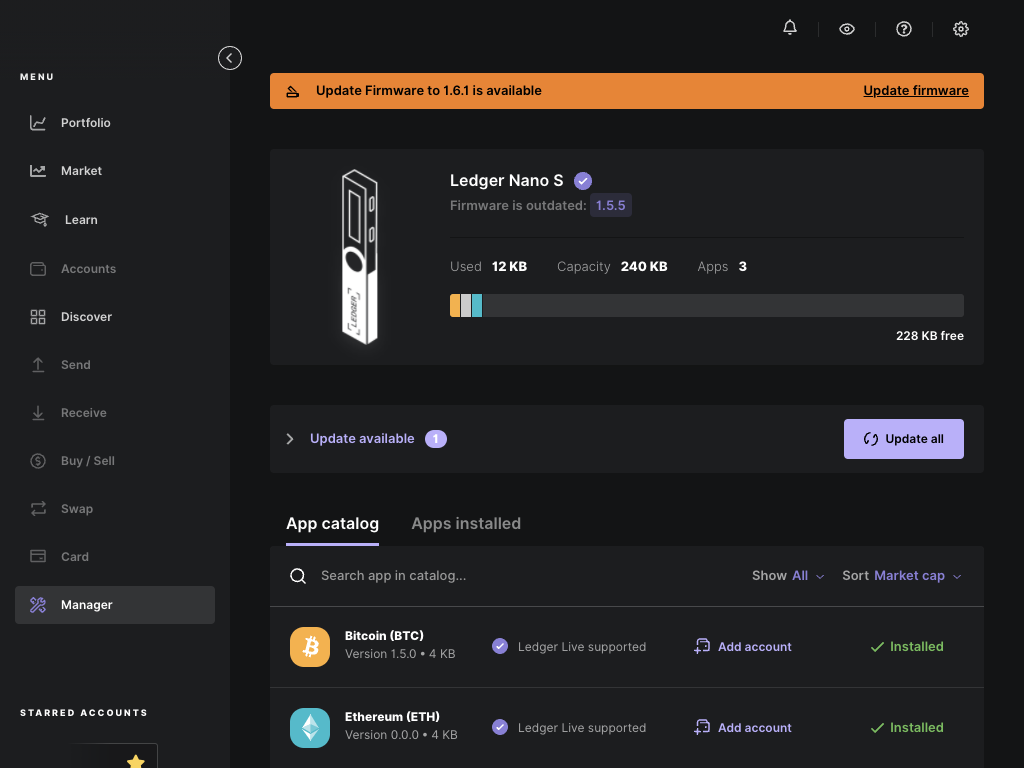 MENU
Portfolio
Market
Learn
Accounts
Discover
Send
Receive
Buy / Sell
Swap
Card
Manager
STARRED ACCOUNTS
Update Firmware to 1.6.1 is available
Update firmware
LEDGER
Ledger Nano S
Firmware is outdated: 1.5.5
Used 12 KB Capacity 240 KB Apps 3
228 KB free
Update available 1
Update all
App catalog Apps installed
Search app in catalog...
Show All Sort Market cap
Bitcoin (BTC)
Version 1.5.0 • 4 KB
Ledger Live supported
Add account
Installed
Ethereum (ETH)
Version 0.0.0 • 4 KB
Ledger Live supported
Add account
Installed